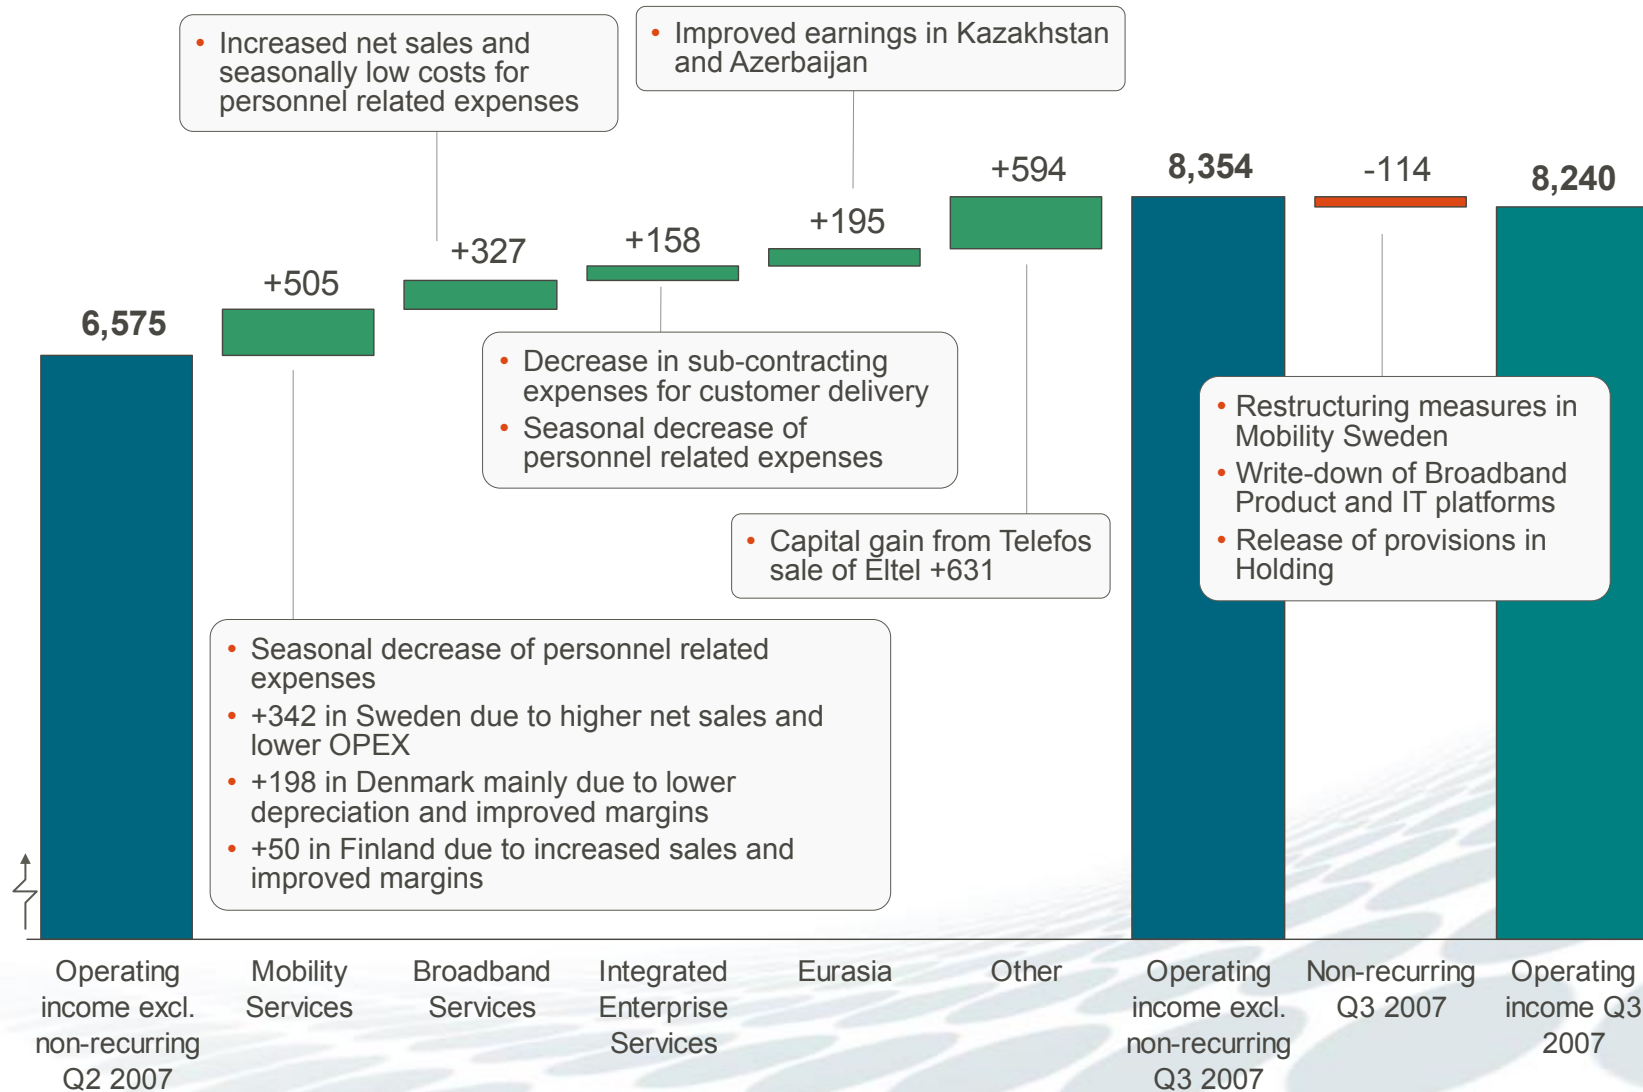 • Increased net sales and
seasonally low costs for
personnel related expenses
• Improved earnings in Kazakhstan
and Azerbaijan
6,575
+505
+327
+158
+195
+594
8,354
-114
8,240
• Decrease in sub-contracting
expenses for customer delivery
• Seasonal decrease of
personnel related expenses
• Restructuring measures in
Mobility Sweden
• Write-down of Broadband
Product and IT platforms
• Release of provisions in
Holding
• Capital gain from Telefos
sale of Eltel +631
• Seasonal decrease of personnel related
expenses
• +342 in Sweden due to higher net sales and
lower OPEX
• +198 in Denmark mainly due to lower
depreciation and improved margins
• +50 in Finland due to increased sales and
improved margins
Operating
income excl.
non-recurring
Q2 2007
Mobility
Services
Broadband
Services
Integrated
Enterprise
Services
Eurasia
Other
Operating
income excl.
non-recurring
Q3 2007
Non-recurring
Q3 2007
Operating
income Q3
2007